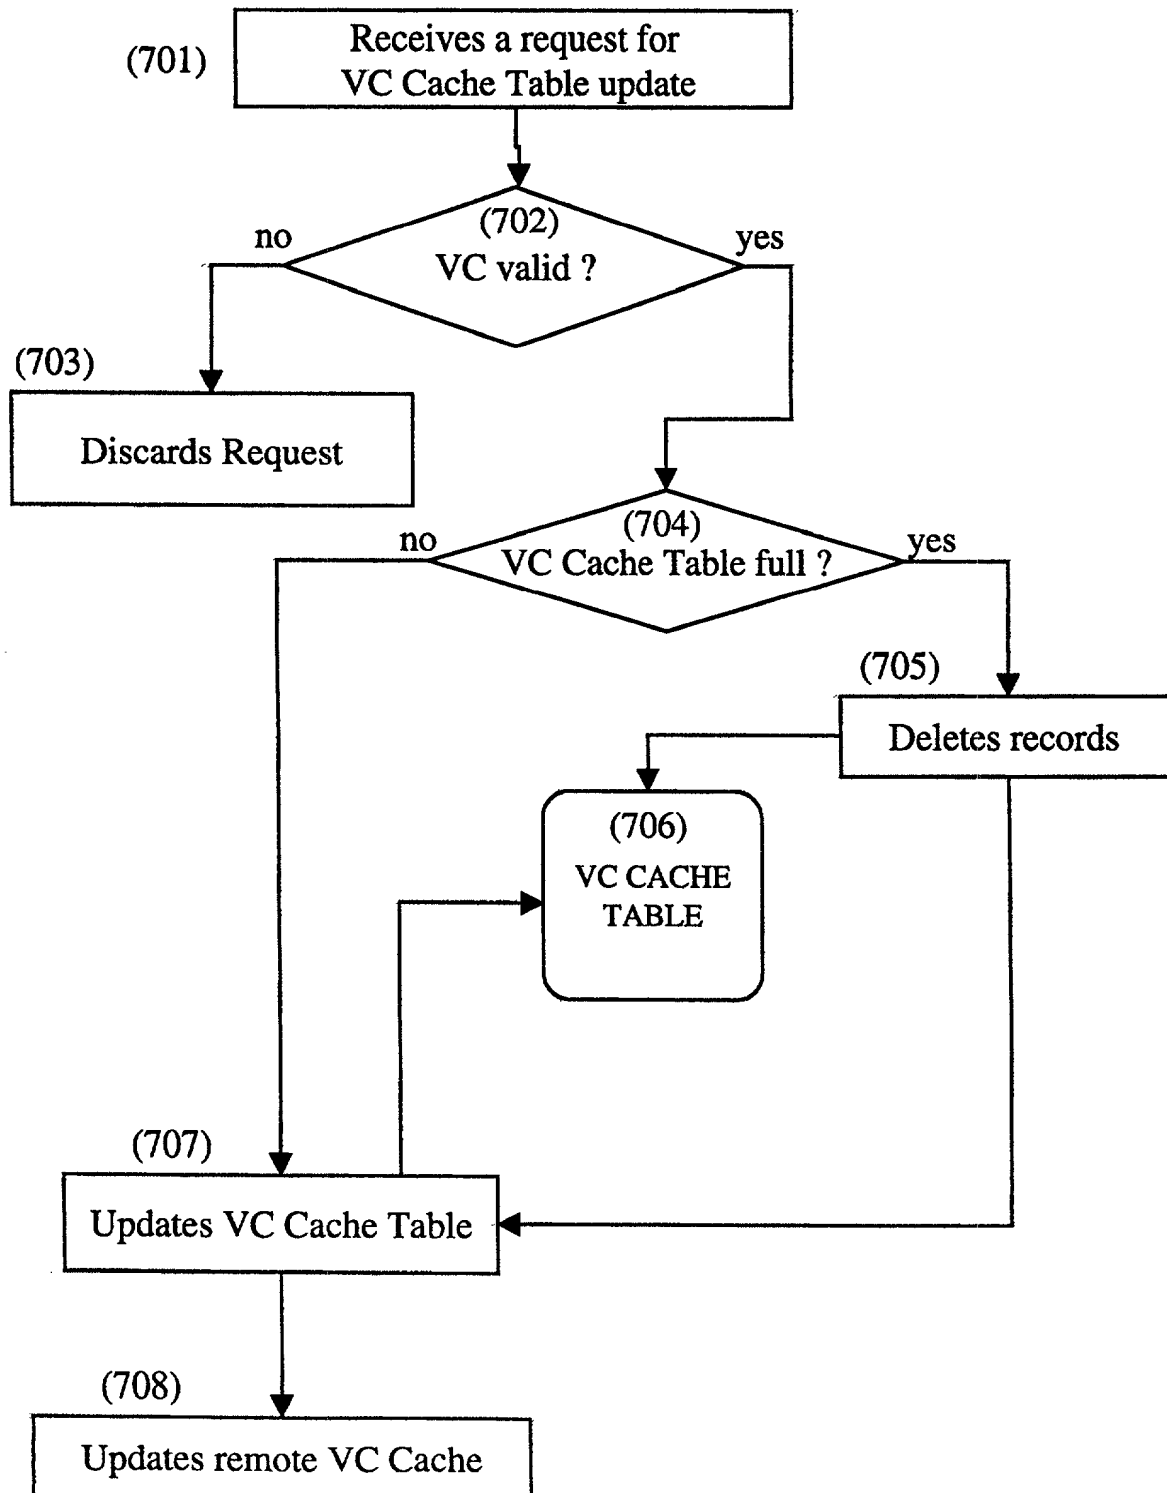 (701)
Receives a request for
VC Cache Table update
(702)
no
yes
VC valid ?
(703)
Discards Request
(704)
no
yes
VC Cache Table full ?
(705)
Deletes records
(706)
VC CACHE
TABLE
(707)
Updates VC Cache Table
(708)
Updates remote VC Cache